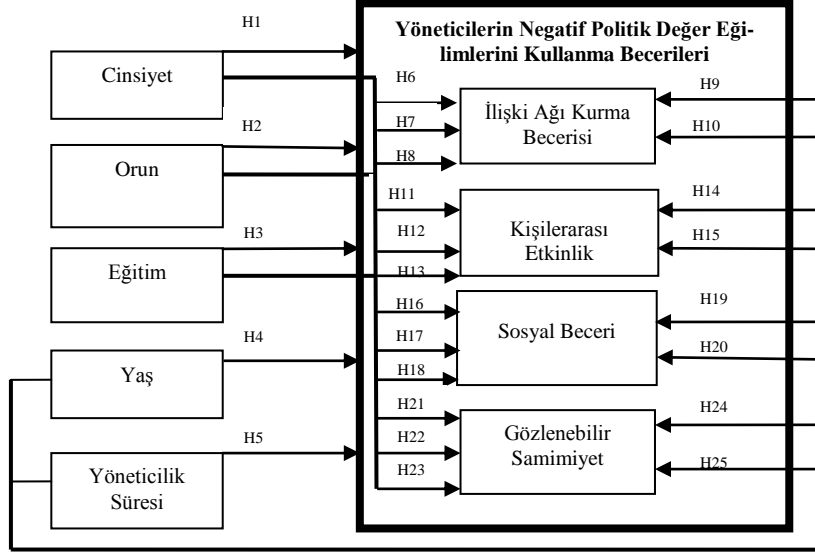 H1
Yöneticilerin Negatif Politik Değer Eği-
limlerini Kullanma Becerileri
Cinsiyet
H6
H9
İlişki Ağı Kurma
Becerisi
H2
H7
H10
H8
Orun
H11
H14
Kişilerarası
Etkinlik
H3
H12
H15
Eğitim
H13
H16
H19
Sosyal Beceri
H4
H17
H20
Yaş
H18
H21
H24
Gözlenebilir
Samimiyet
H5
H22
H25
H23
Yöneticilik
Süresi